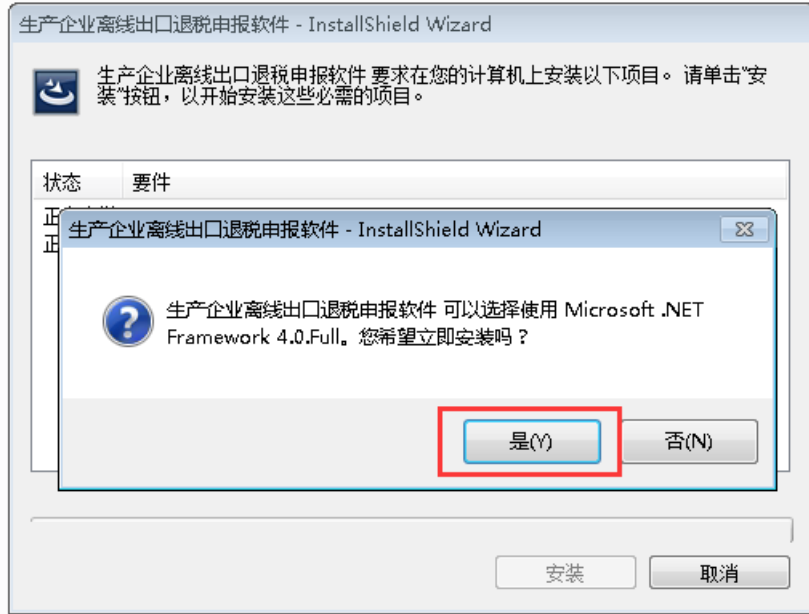 生产企业离线出口退税申报软件 - InstallShield Wizard
生产企业离线出口退税申报软件 要求在您的计算机上安装以下项目。 请单击“安
装”按钮，以开始安装这些必需的项目。
状态 要件
正
正
生产企业离线出口退税申报软件 - InstallShield Wizard
生产企业离线出口退税申报软件 可以选择使用 Microsoft .NET
Framework 4.0.Full。您希望立即安装吗？
是(Y) 否(N)
安装 取消